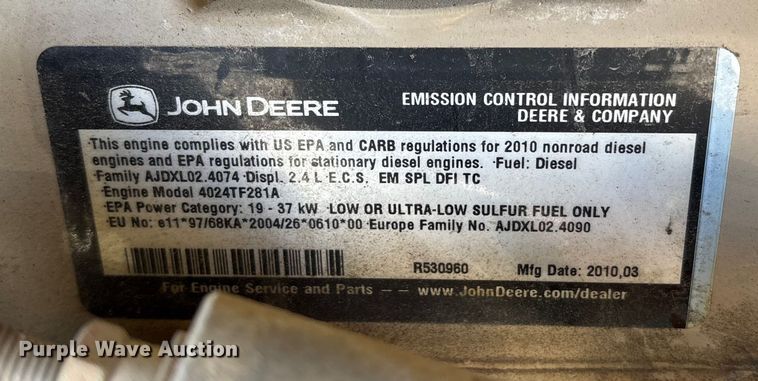 JOHN DEERE
EMISSION CONTROL INFORMATION
DEERE & COMPANY
This engine complies with US EPA and CARB regulations for 2010 nonroad diesel
engines and EPA regulations for stationary diesel engines. Fuel: Diesel
Family AJDXL02.4074 Displ. 2.4 L E.C.S. EM SPL DFI TC
Engine Model 4024TF281A
EPA Power Category: 19 - 37 kW LOW OR ULTRA-LOW SULFUR FUEL ONLY
EU No: e11*97/68KA*2004/26*0610*00 Europe Family No. AJDXL02.4090
R530960 Mfg Date: 2010,03
For Engine Service and Parts -- www.JohnDeere.com/dealer
Purple Wave Auction